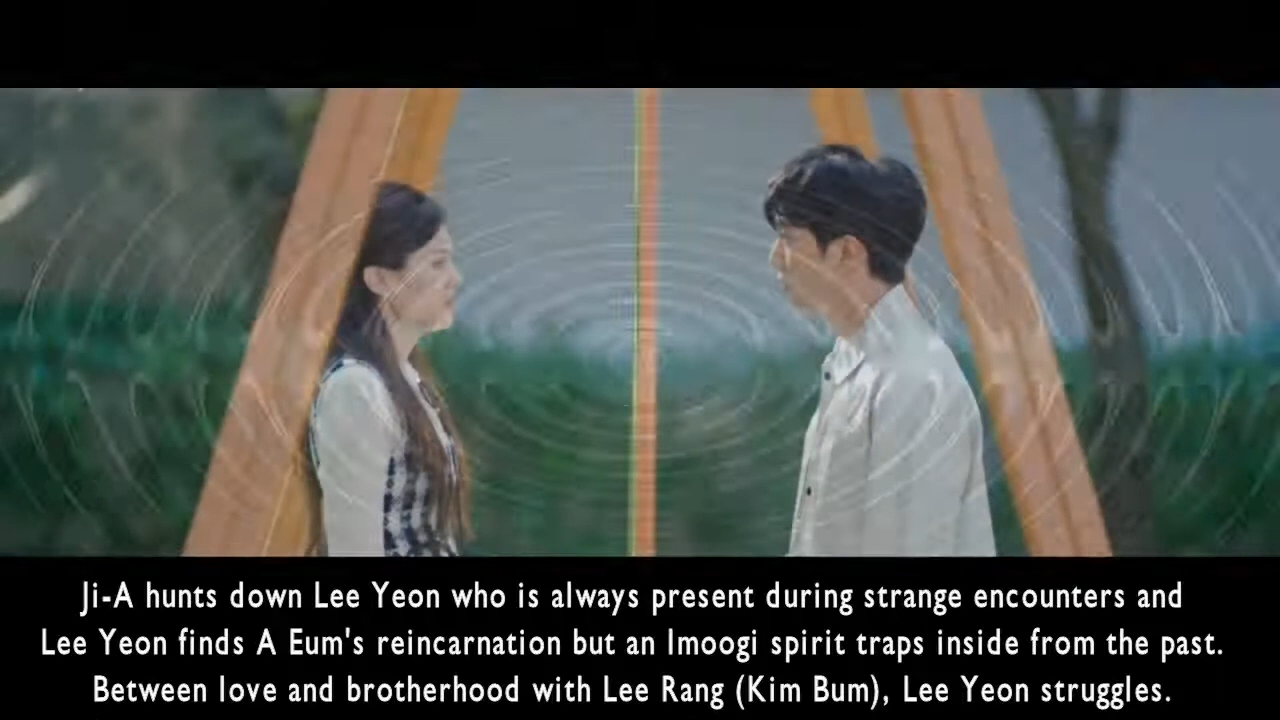 Ji-A hunts down Lee Yeon who is always present during strange encounters and
Lee Yeon finds A Eum's reincarnation but an Imoogi spirit traps inside from the past.
Between love and brotherhood with Lee Rang (Kim Bum), Lee Yeon struggles.